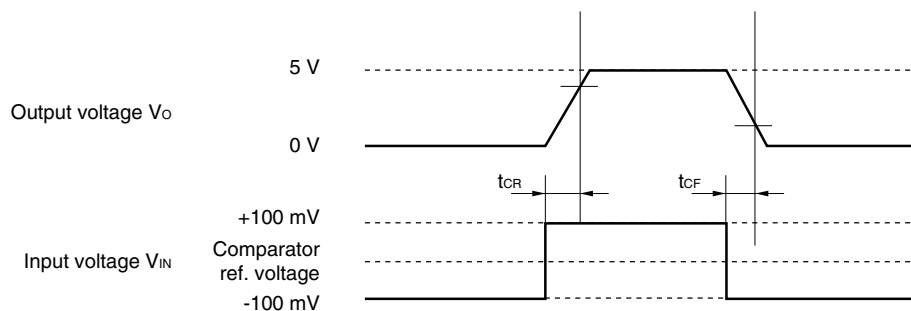 5 V
Output voltage VO
0 V
tCR
tCF
+100 mV
Comparator
Input voltage VIN
ref. voltage
-100 mV